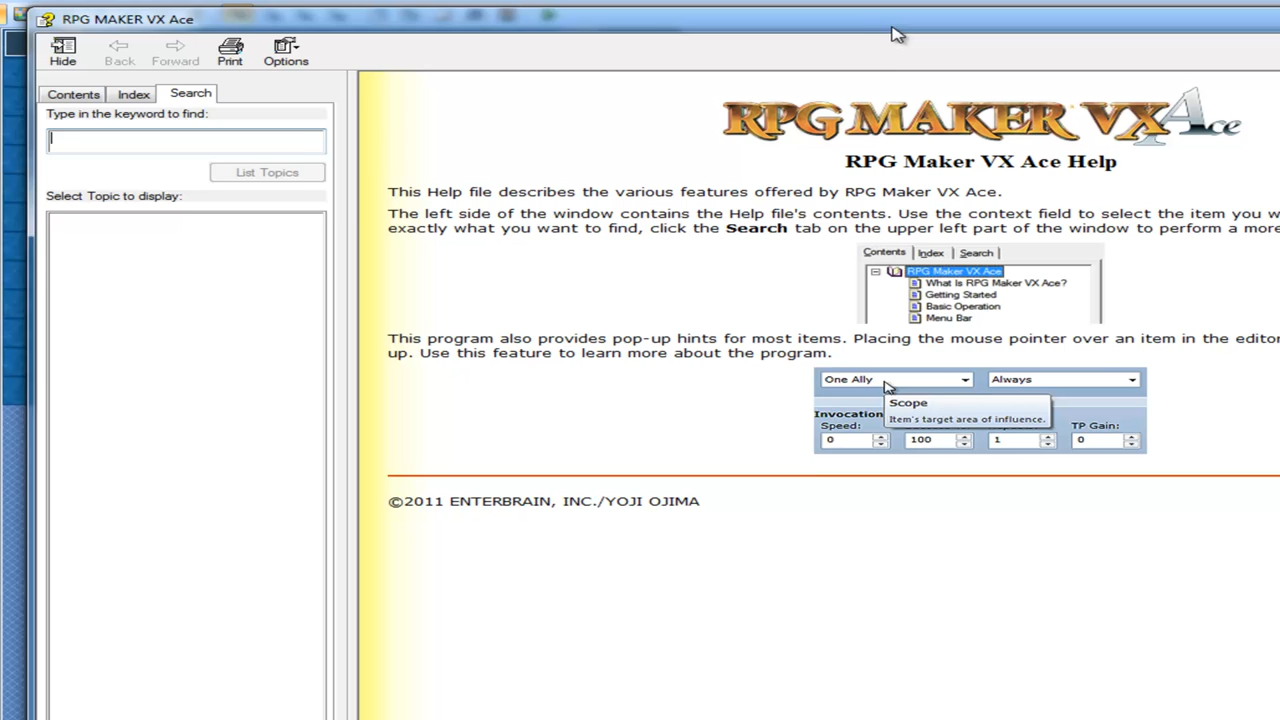 RPG MAKER VX Ace
Hide Back Forward Print Options
Contents Index Search
Type in the keyword to find:
List Topics
Select Topic to display:
RPG MAKER VX Ace
RPG Maker VX Ace Help
This Help file describes the various features offered by RPG Maker VX Ace.
The left side of the window contains the Help file's contents. Use the context field to select the item you w
exactly what you want to find, click the Search tab on the upper left part of the window to perform a more
Contents Index Search
RPG Maker VX Ace
What Is RPG Maker VX Ace?
Getting Started
Basic Operation
Menu Bar
This program also provides pop-up hints for most items. Placing the mouse pointer over an item in the editor
up. Use this feature to learn more about the program.
One Ally Always
Scope
Item's target area of influence.
Invocation
Speed: TP Gain:
0 100 1 0
©2011 ENTERBRAIN, INC./YOJI OJIMA